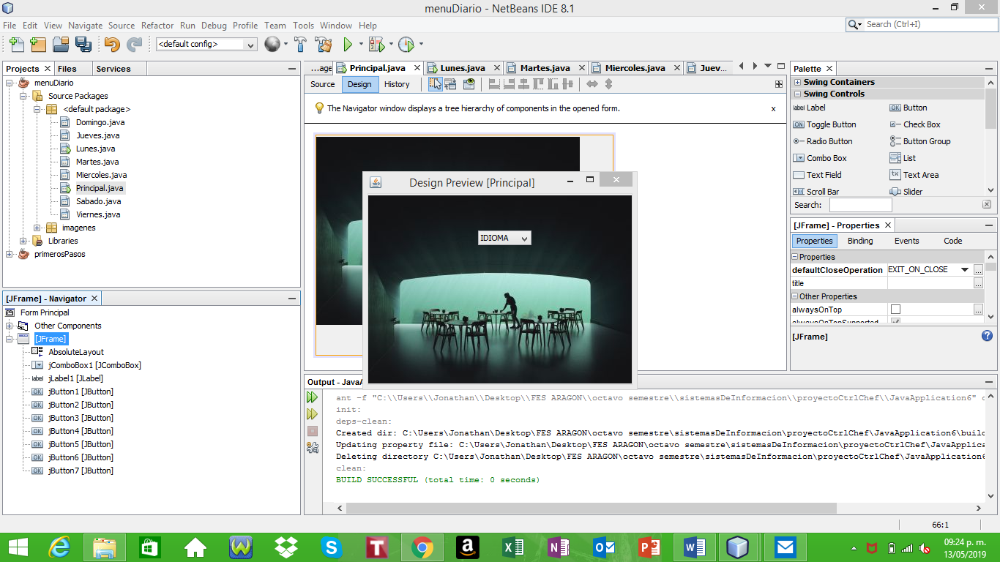 menuDiario - NetBeans IDE 8.1
File Edit View Navigate Source Refactor Run Debug Profile Team Tools Window Help
Search (Ctrl+I)
<default config>
Projects Files Services
menuDiario
Source Packages
<default package>
Domingo.java
Jueves.java
Lunes.java
Martes.java
Miercoles.java
Principal.java
Sabado.java
Viernes.java
imagenes
Libraries
primerosPasos
[JFrame] - Navigator
Form Principal
Other Components
[JFrame]
AbsoluteLayout
jComboBox1 [JComboBox]
jLabel1 [JLabel]
jButton1 [JButton]
jButton2 [JButton]
jButton3 [JButton]
jButton4 [JButton]
jButton5 [JButton]
jButton6 [JButton]
jButton7 [JButton]
...age Principal.java Lunes.java Martes.java Miercoles.java Juev...
Source Design History
The Navigator window displays a tree hierarchy of components in the opened form. x
Design Preview [Principal]
IDIOMA
Output - JavaA
ant -f "C:\\Users\\Jonathan\\Desktop\\FES ARAGON\\octavo semestre\\sistemasDeInformacion\\proyectoCtrlChef\\JavaApplication6"
init:
deps-clean:
Created dir: C:\Users\Jonathan\Desktop\FES ARAGON\octavo semestre\sistemasDeInformacion\proyectoCtrlChef\JavaApplication6\build
Updating property file: C:\Users\Jonathan\Desktop\FES ARAGON\octavo semestre\sistemasDeInformacion\proyectoCtrlChef\JavaApplica
Deleting directory C:\Users\Jonathan\Desktop\FES ARAGON\octavo semestre\sistemasDeInformacion\proyectoCtrlChef\JavaApplication6
clean:
BUILD SUCCESSFUL (total time: 0 seconds)
Palette
Swing Containers
Swing Controls
Label Button
Toggle Button Check Box
Radio Button Button Group
Combo Box List
Text Field Text Area
Scroll Bar Slider
Search:
[JFrame] - Properties
Properties Binding Events Code
Properties
defaultCloseOperation EXIT_ON_CLOSE
title
Other Properties
alwaysOnTop
alwaysOnTopSupported
[JFrame]
66:1
09:24 p. m.
13/05/2019